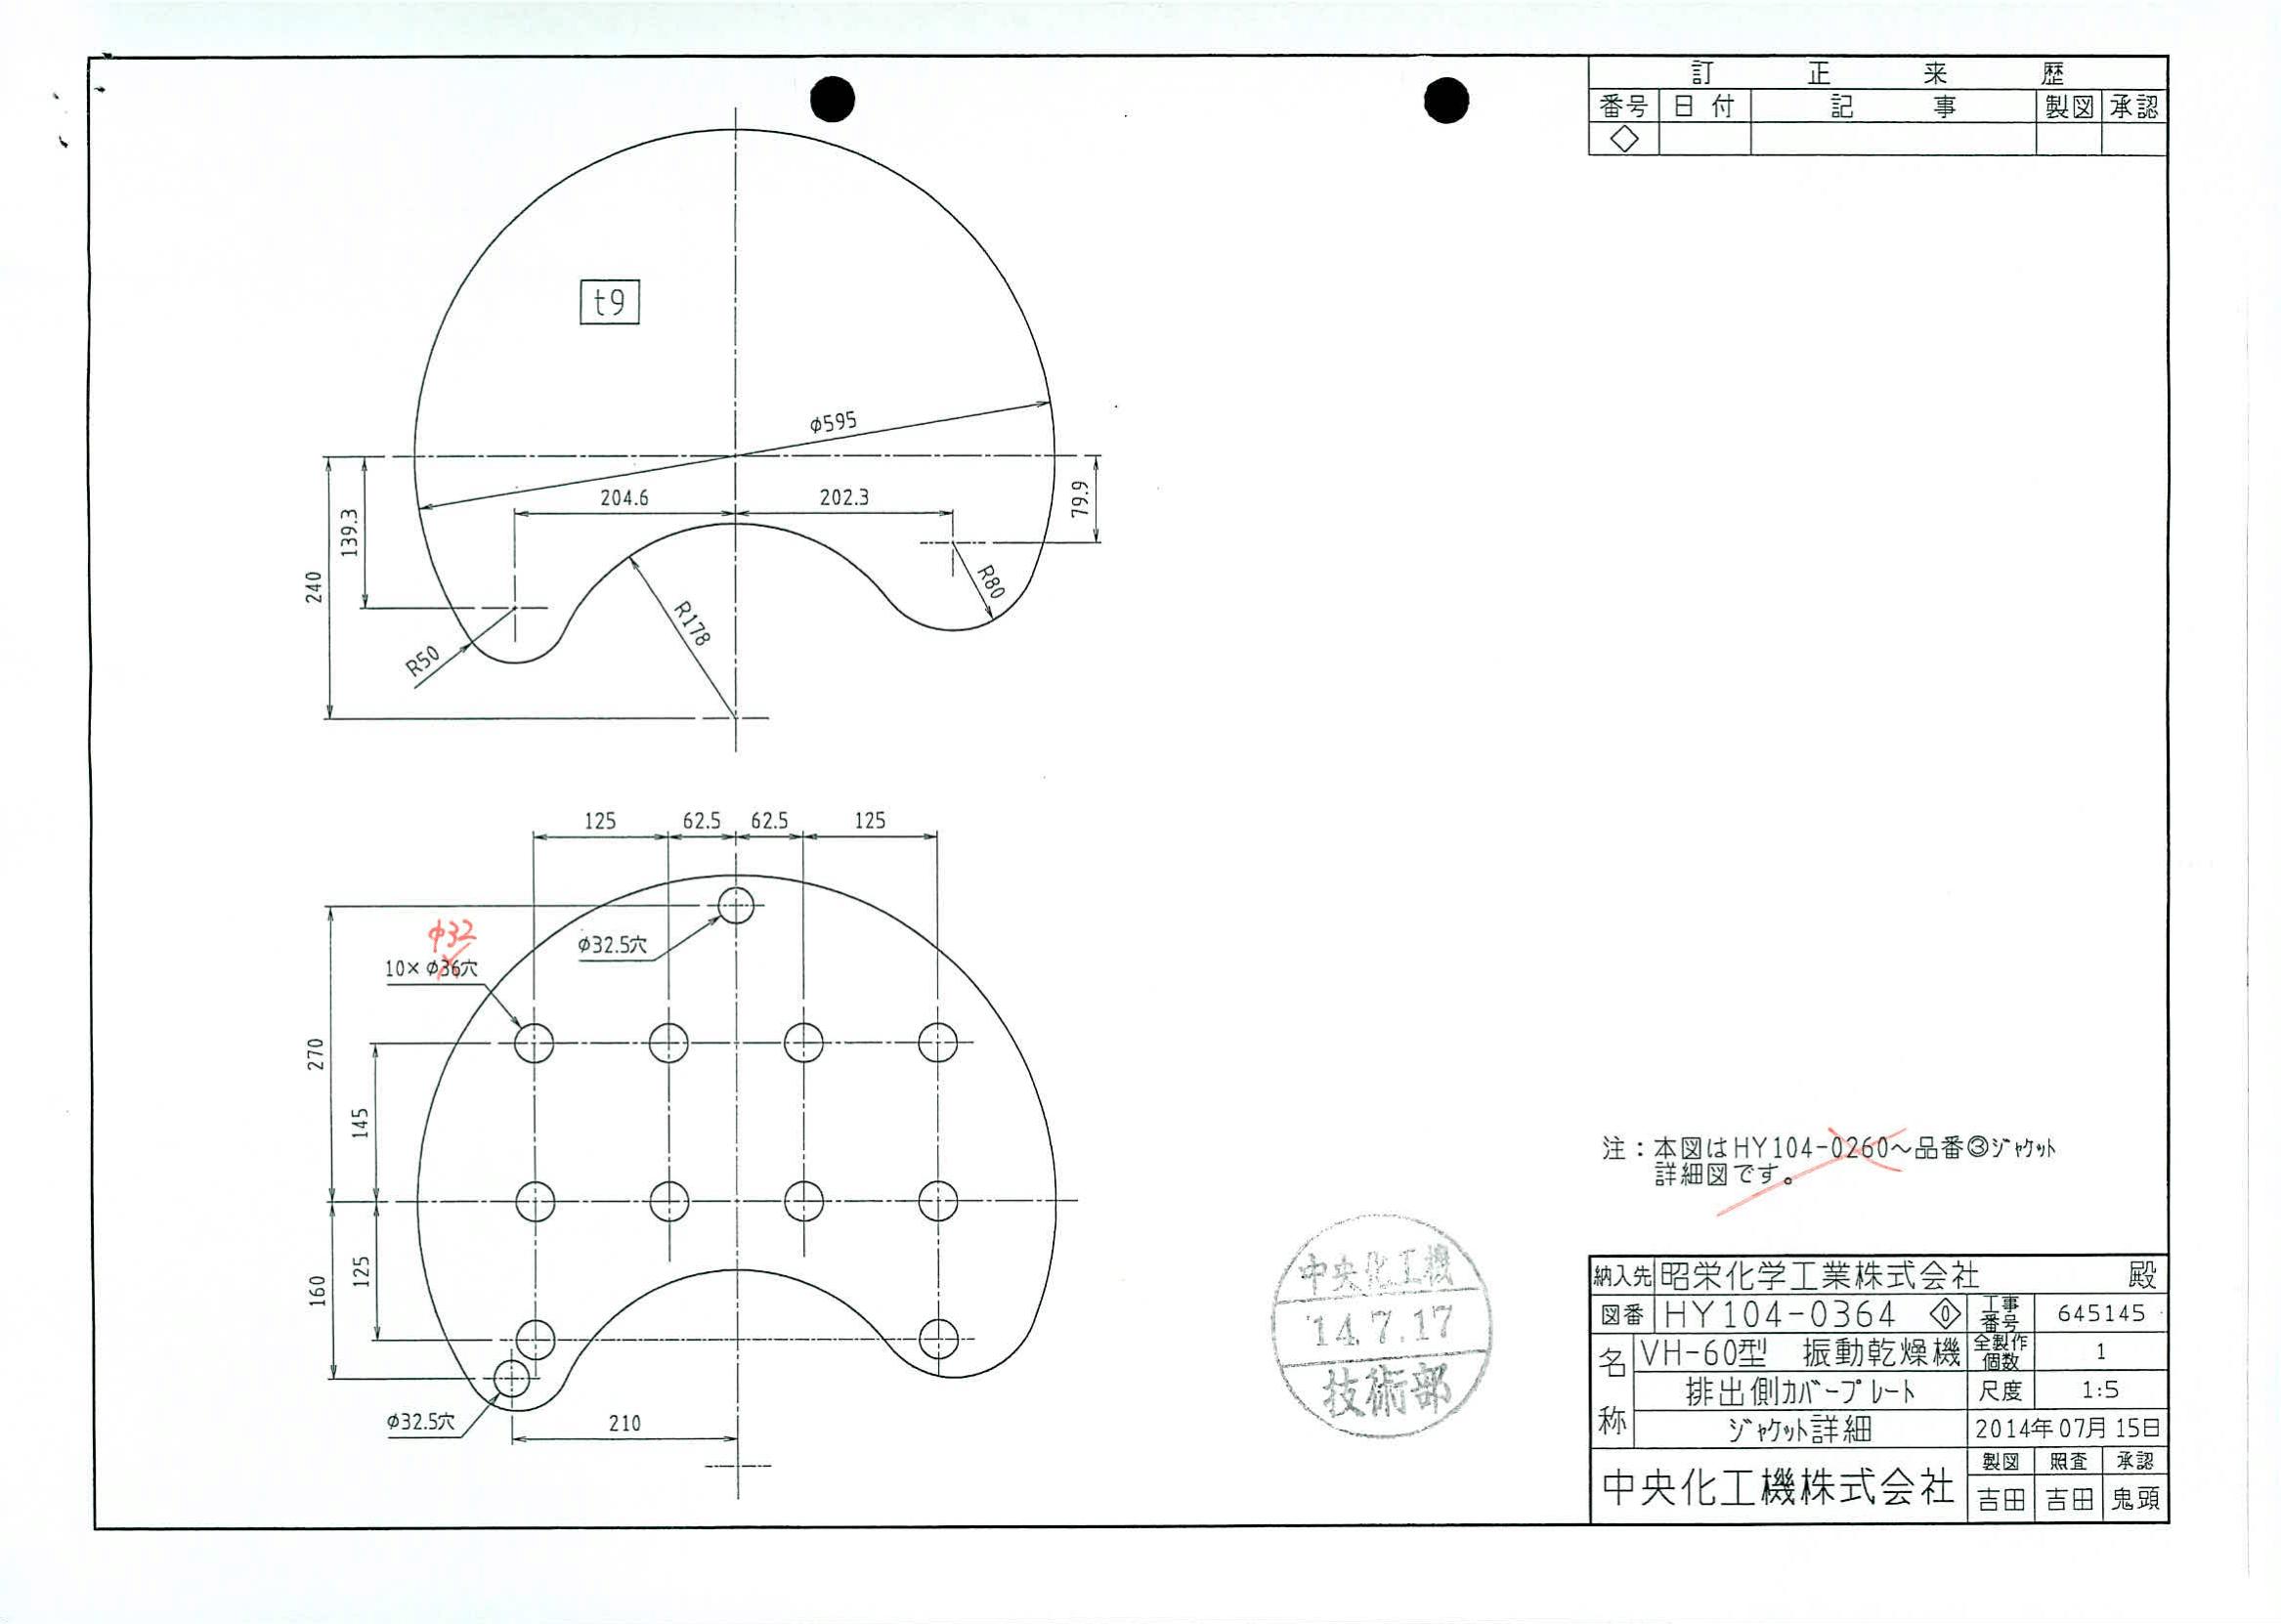 訂正来歴
番号 日付 記事 製図 承認
t9
φ595
204.6 202.3
79.9
139.3
240
R80
R178
R50
125 62.5 62.5 125
φ32
φ32.5穴
10×φ36穴
270
145
125
160
φ32.5穴
210
注：本図はHY104-0260～品番③ｼﾞｬｹｯﾄ
詳細図です。
中央化工機
'14.7.17
技術部
納入先 昭栄化学工業株式会社 殿
図番 HY104-0364 0 工事番号 645145
名称 VH-60型 振動乾燥機 全製作個数 1
排出側ｶﾊﾞｰﾌﾟﾚｰﾄ 尺度 1:5
ｼﾞｬｹｯﾄ詳細 2014年07月15日
中央化工機株式会社 製図 照査 承認
吉田 吉田 鬼頭